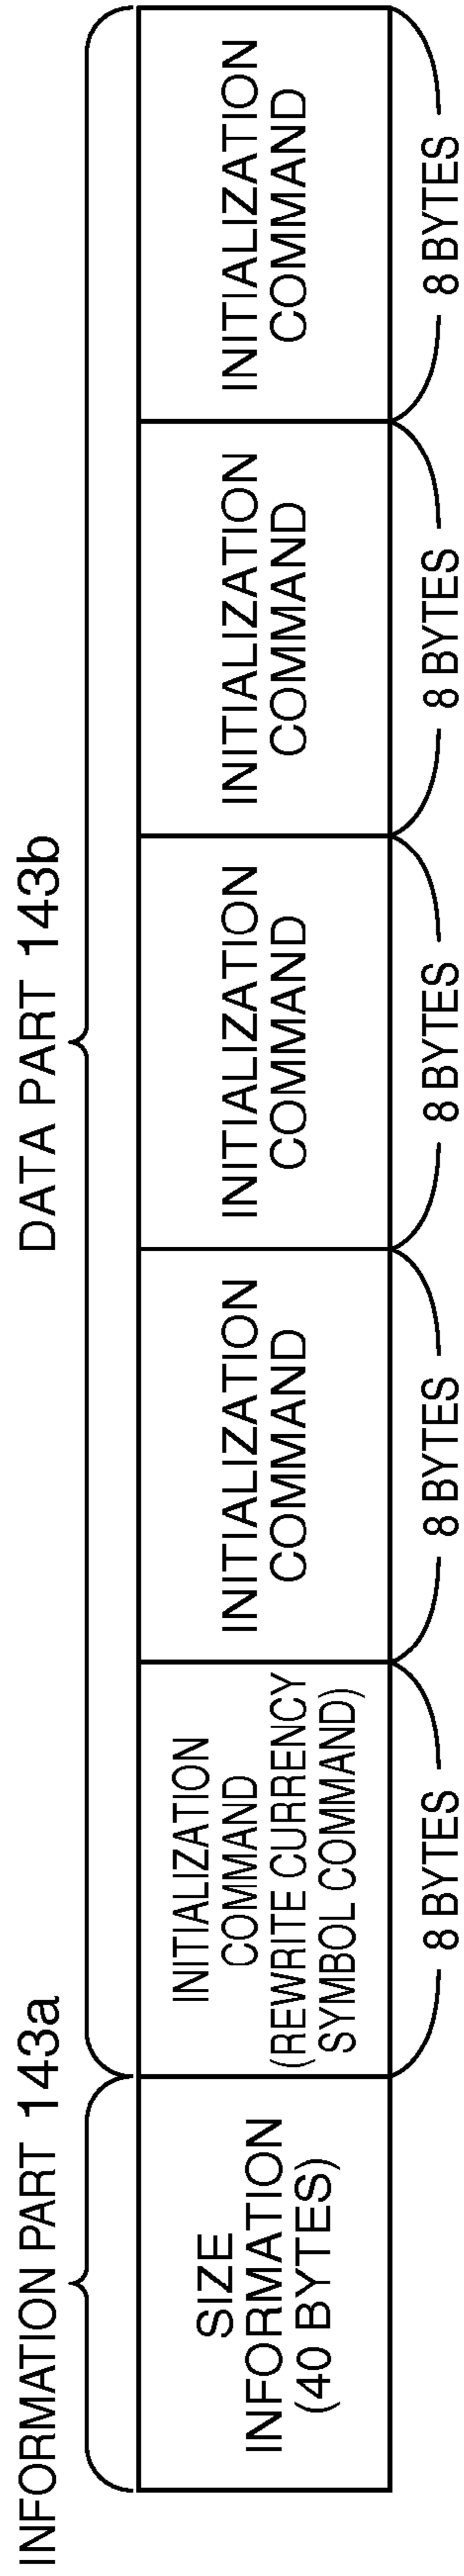 INFORMATION PART 143a
DATA PART 143b
SIZE
INFORMATION
(40 BYTES)
INITIALIZATION
COMMAND
(REWRITE CURRENCY
SYMBOL COMMAND)
INITIALIZATION
COMMAND
INITIALIZATION
COMMAND
INITIALIZATION
COMMAND
INITIALIZATION
COMMAND
8 BYTES
8 BYTES
8 BYTES
8 BYTES
8 BYTES